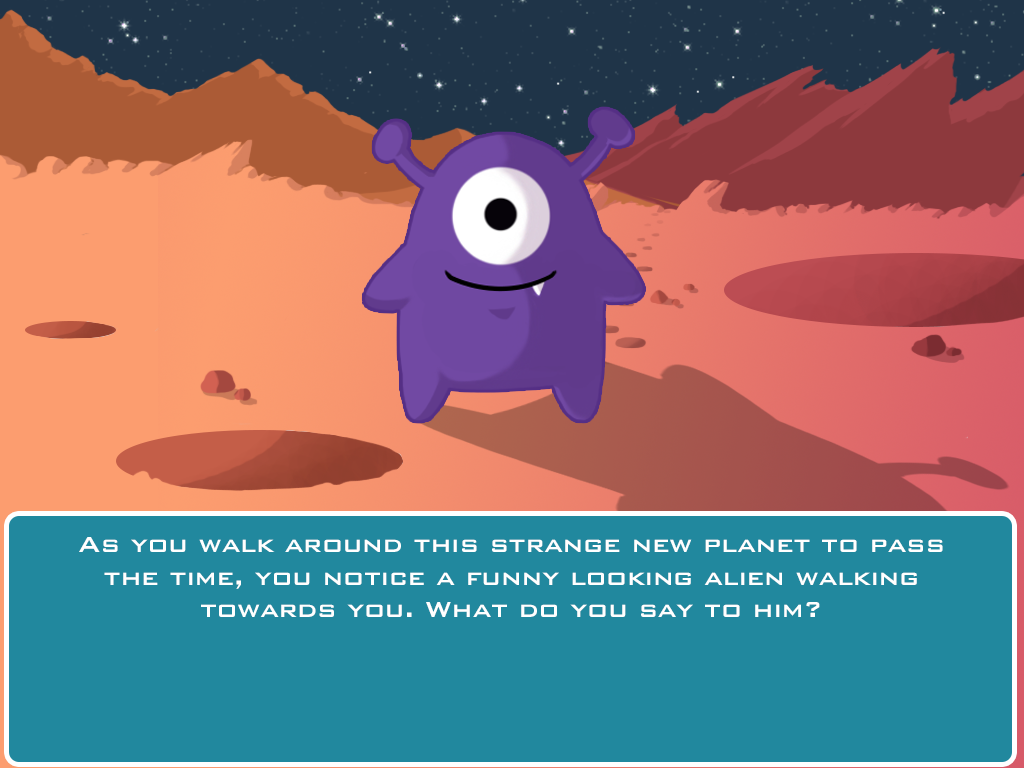 As you walk around this strange new planet to pass
the time, you notice a funny looking alien walking
towards you. What do you say to him?